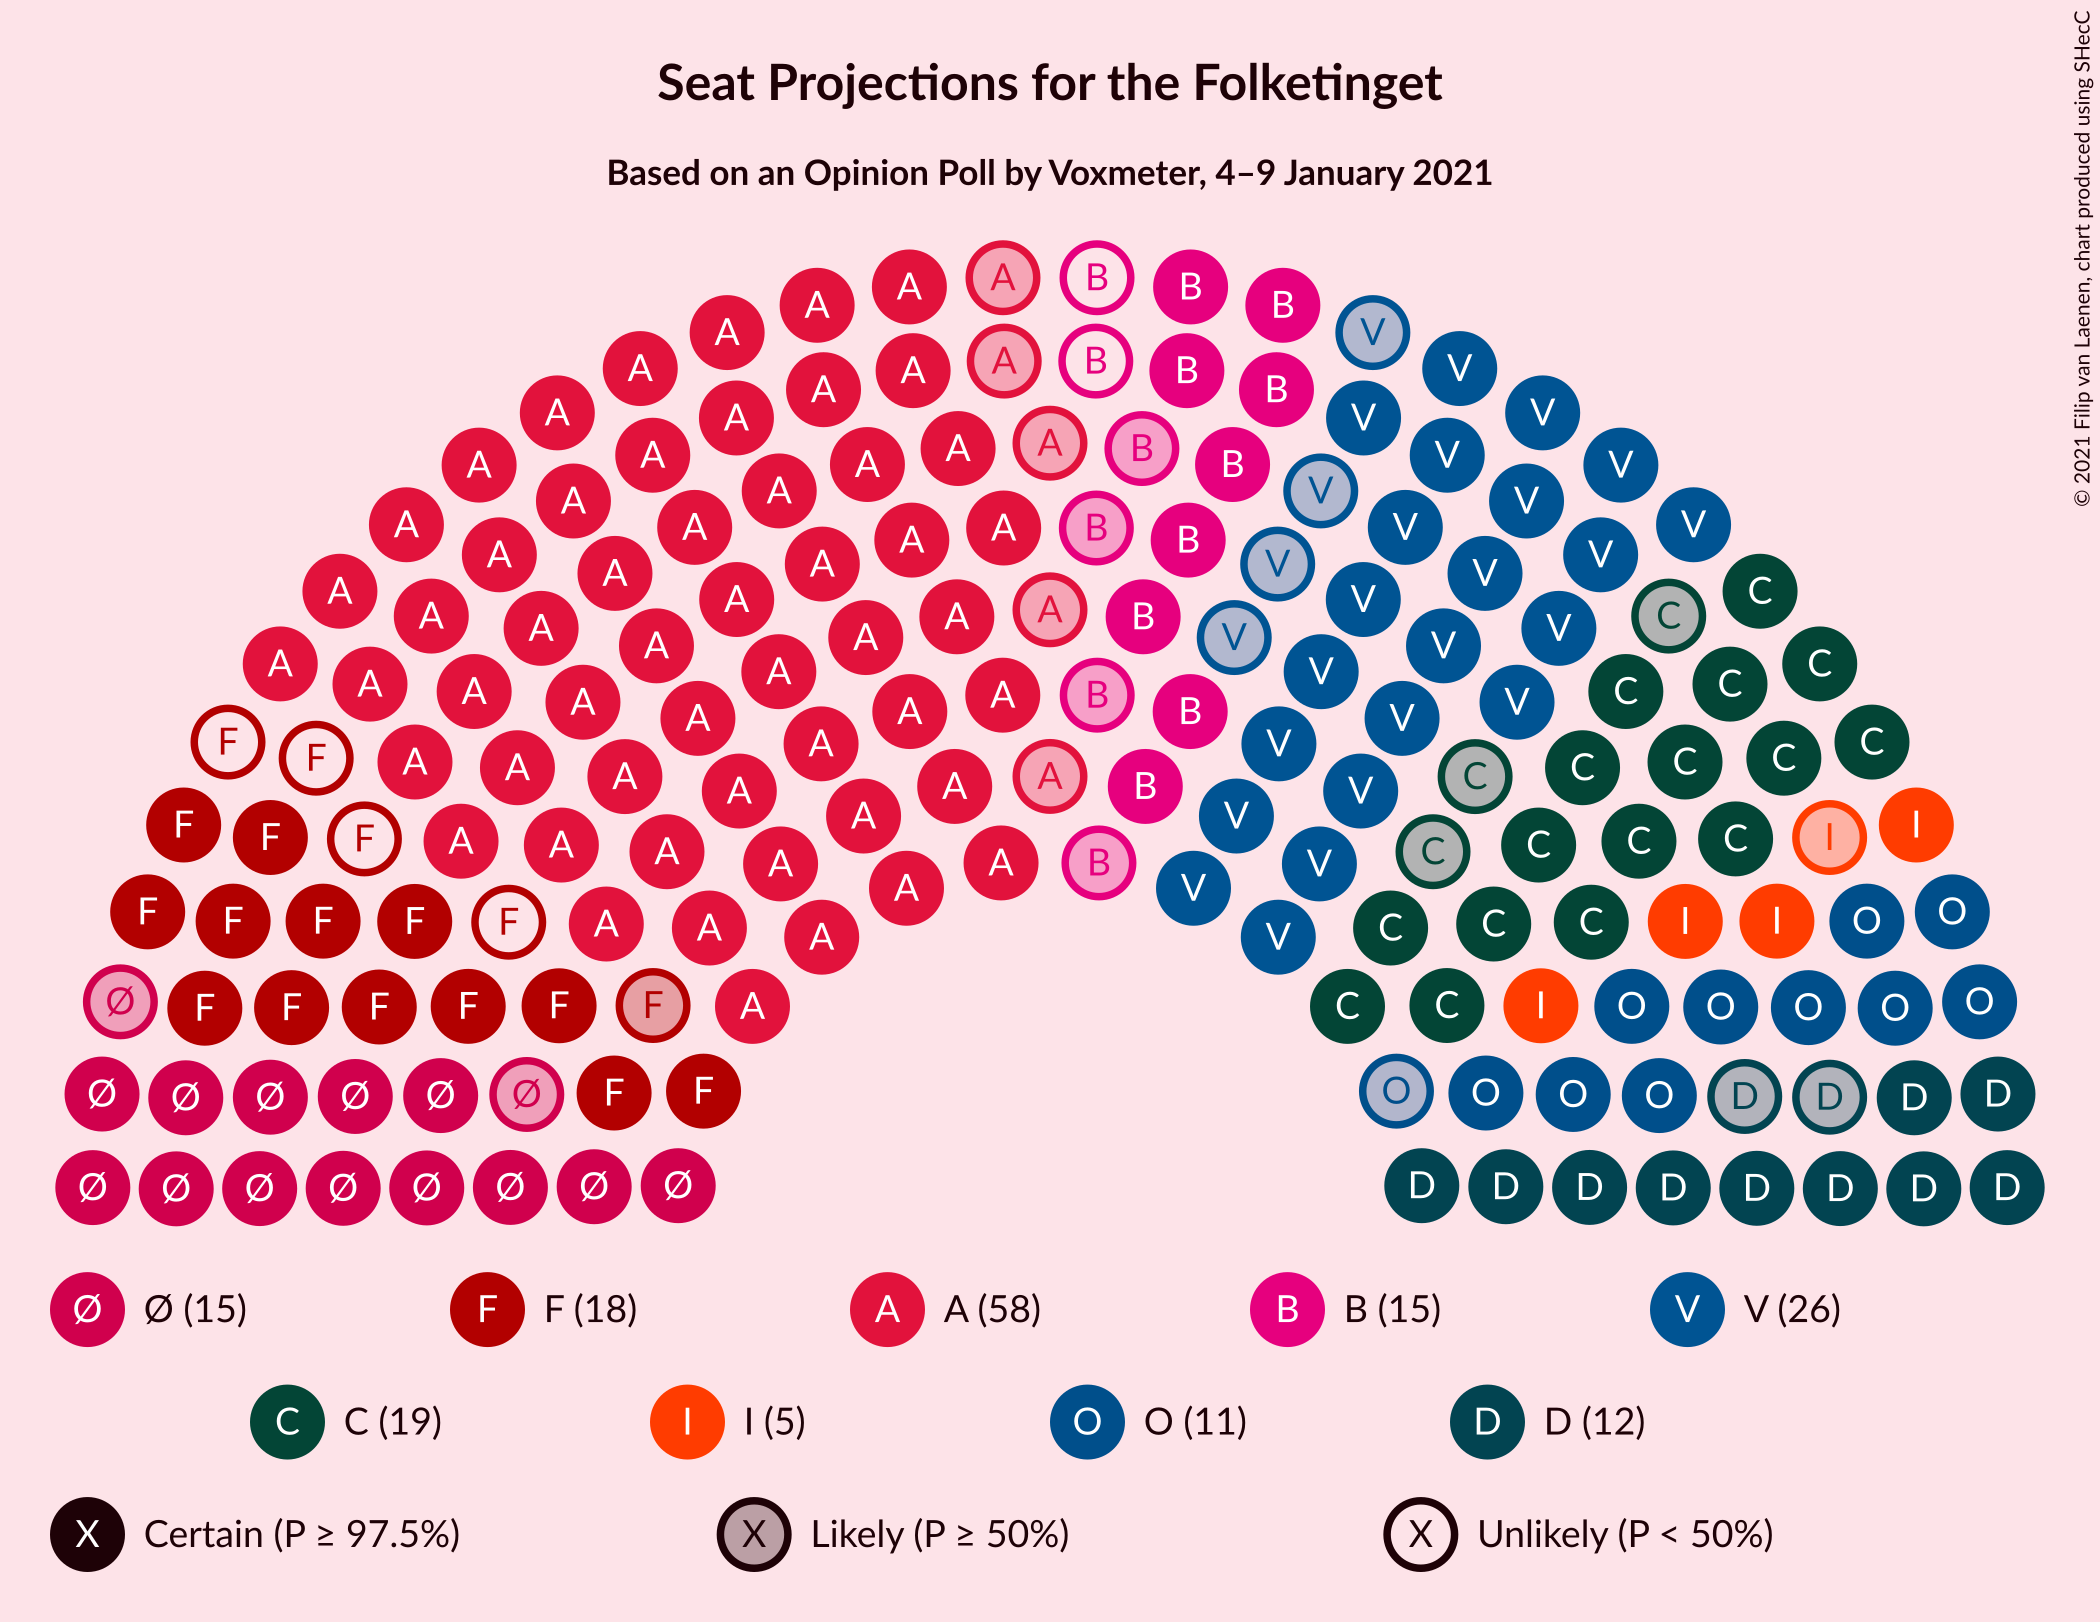 Seat Projections for the Folketinget
Based on an Opinion Poll by Voxmeter, 4–9 January 2021
© 2021 Filip van Laenen, chart produced using SHecC
A A A A B B B V V
A A A A B B B V V V
A A A A A B B V V V V
A A A A A A B B V V V V
A A A A A A A B V V V V C C
A A A A A A A B B V V V C C C
F F A A A A A A A A B V V V C C C C C
F F F A A A A A A A B V V C C C C I I
F F F F F A A A V C C C I I O O
Ø F F F F F F A C C I O O O O O
Ø Ø Ø Ø Ø Ø F F O O O O D D D D
Ø Ø Ø Ø Ø Ø Ø Ø D D D D D D D D
Ø Ø (15) F F (18) A A (58) B B (15) V V (26)
C C (19) I I (5) O O (11) D D (12)
X Certain (P ≥ 97.5%) X Likely (P ≥ 50%) X Unlikely (P < 50%)